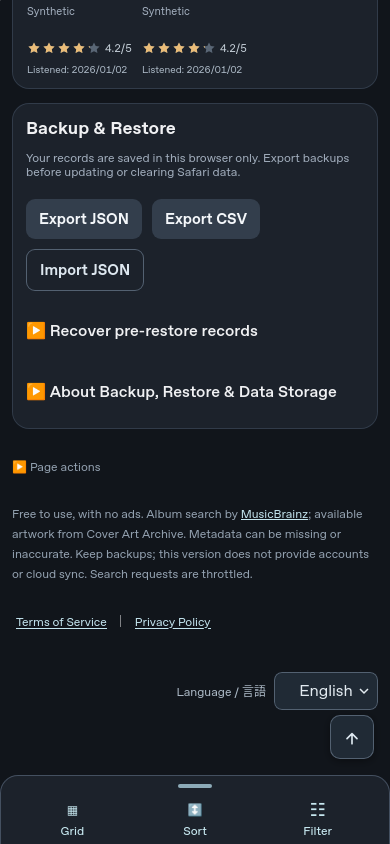 Synthetic Synthetic
4.2/5 4.2/5
Listened: 2026/01/02 Listened: 2026/01/02
Backup & Restore
Your records are saved in this browser only. Export backups
before updating or clearing Safari data.
Export JSON Export CSV
Import JSON
Recover pre-restore records
About Backup, Restore & Data Storage
Page actions
Free to use, with no ads. Album search by MusicBrainz; available
artwork from Cover Art Archive. Metadata can be missing or
inaccurate. Keep backups; this version does not provide accounts
or cloud sync. Search requests are throttled.
Terms of Service | Privacy Policy
Language / 言語 English
Grid Sort Filter